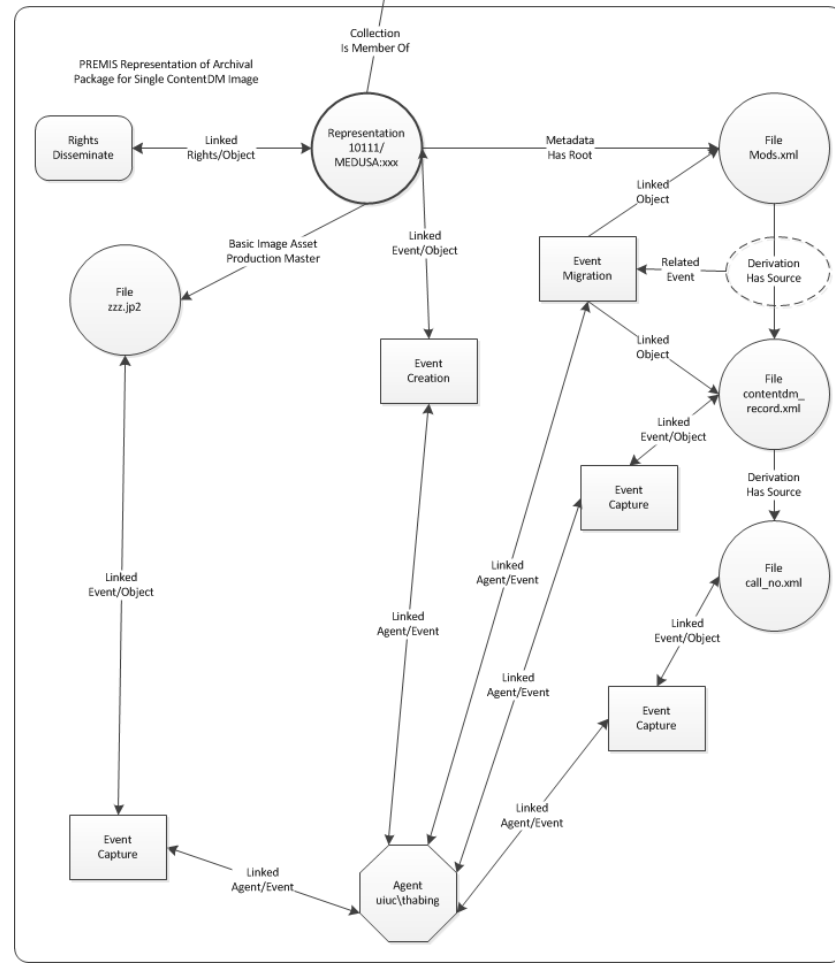 Collection
Is Member Of
PREMIS Representation of Archival
Package for Single ContentDM Image
Rights
Disseminate
Linked
Rights/Object
Representation
10111/
MEDUSA:xxx
Metadata
Has Root
File
Mods.xml
Linked
Object
Basic Image Asset
Production Master
Linked
Event/Object
Event
Migration
Related
Event
Derivation
Has Source
File
zzz.jp2
Linked
Object
Event
Creation
File
contentdm_
record.xml
Linked
Event/Object
Event
Capture
Derivation
Has Source
File
call_no.xml
Linked
Event/Object
Linked
Agent/Event
Linked
Agent/Event
Linked
Event/Object
Linked
Agent/Event
Event
Capture
Linked
Agent/Event
Event
Capture
Linked
Agent/Event
Agent
uiuc\thabing